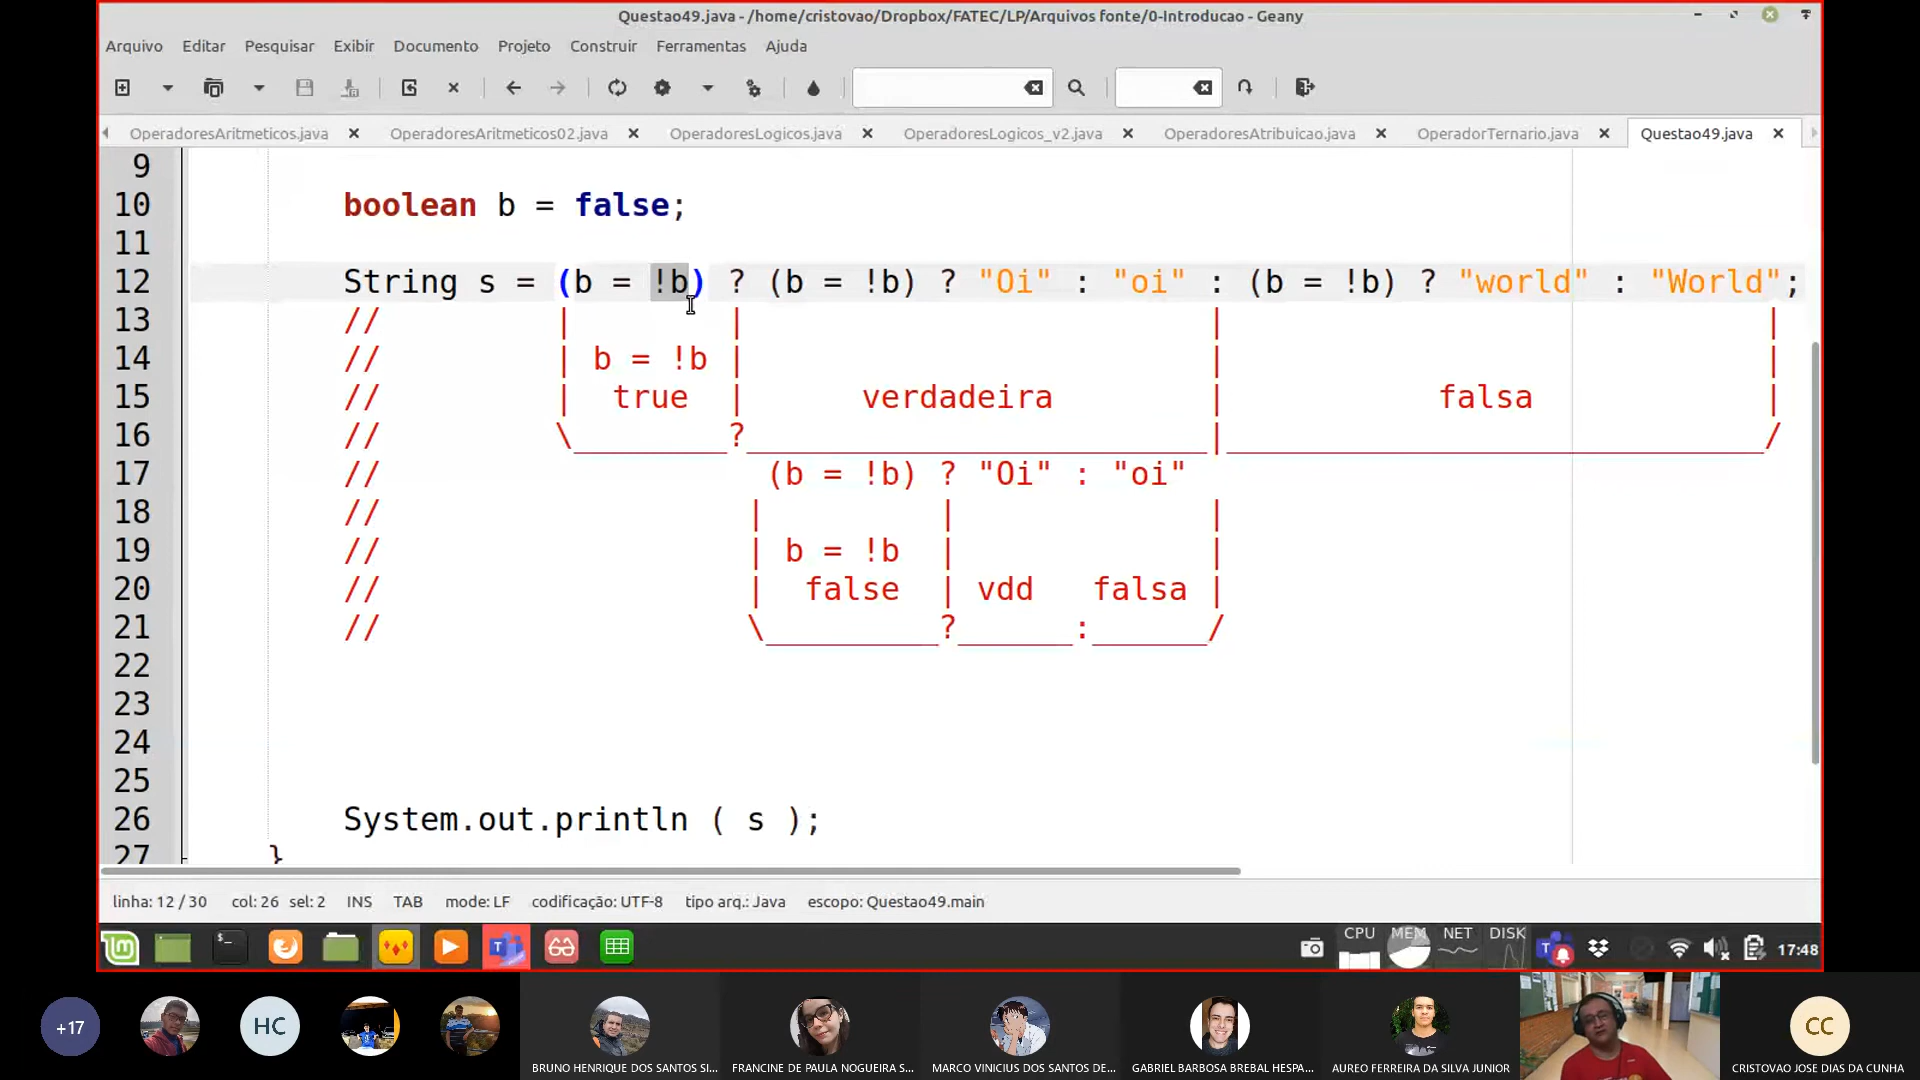 Questao49.java - /home/cristovao/Dropbox/FATEC/LP/Arquivos fonte/0-Introducao - Geany
Arquivo Editar Pesquisar Exibir Documento Projeto Construir Ferramentas Ajuda
OperadoresAritmeticos.java OperadoresAritmeticos02.java OperadoresLogicos.java OperadoresLogicos_v2.java OperadoresAtribuicao.java OperadorTernario.java Questao49.java
9
10 boolean b = false;
11
12 String s = (b = !b) ? (b = !b) ? "Oi" : "oi" : (b = !b) ? "world" : "World";
13 // | | | |
14 // | b = !b | | |
15 // | true | verdadeira | falsa |
16 // \________?________________________|____________________________/
17 // (b = !b) ? "Oi" : "oi"
18 // | | |
19 // | b = !b | |
20 // | false | vdd falsa |
21 // \_________?______:______/
22
23
24
25
26 System.out.println ( s );
27 }
linha: 12 / 30 col: 26 sel: 2 INS TAB mode: LF codificação: UTF-8 tipo arq.: Java escopo: Questao49.main
CPU MEM NET DISK 17:48
+17 HC CC
BRUNO HENRIQUE DOS SANTOS SI... FRANCINE DE PAULA NOGUEIRA S... MARCO VINICIUS DOS SANTOS DE... GABRIEL BARBOSA BREBAL HESPA... AUREO FERREIRA DA SILVA JUNIOR CRISTOVAO JOSE DIAS DA CUNHA